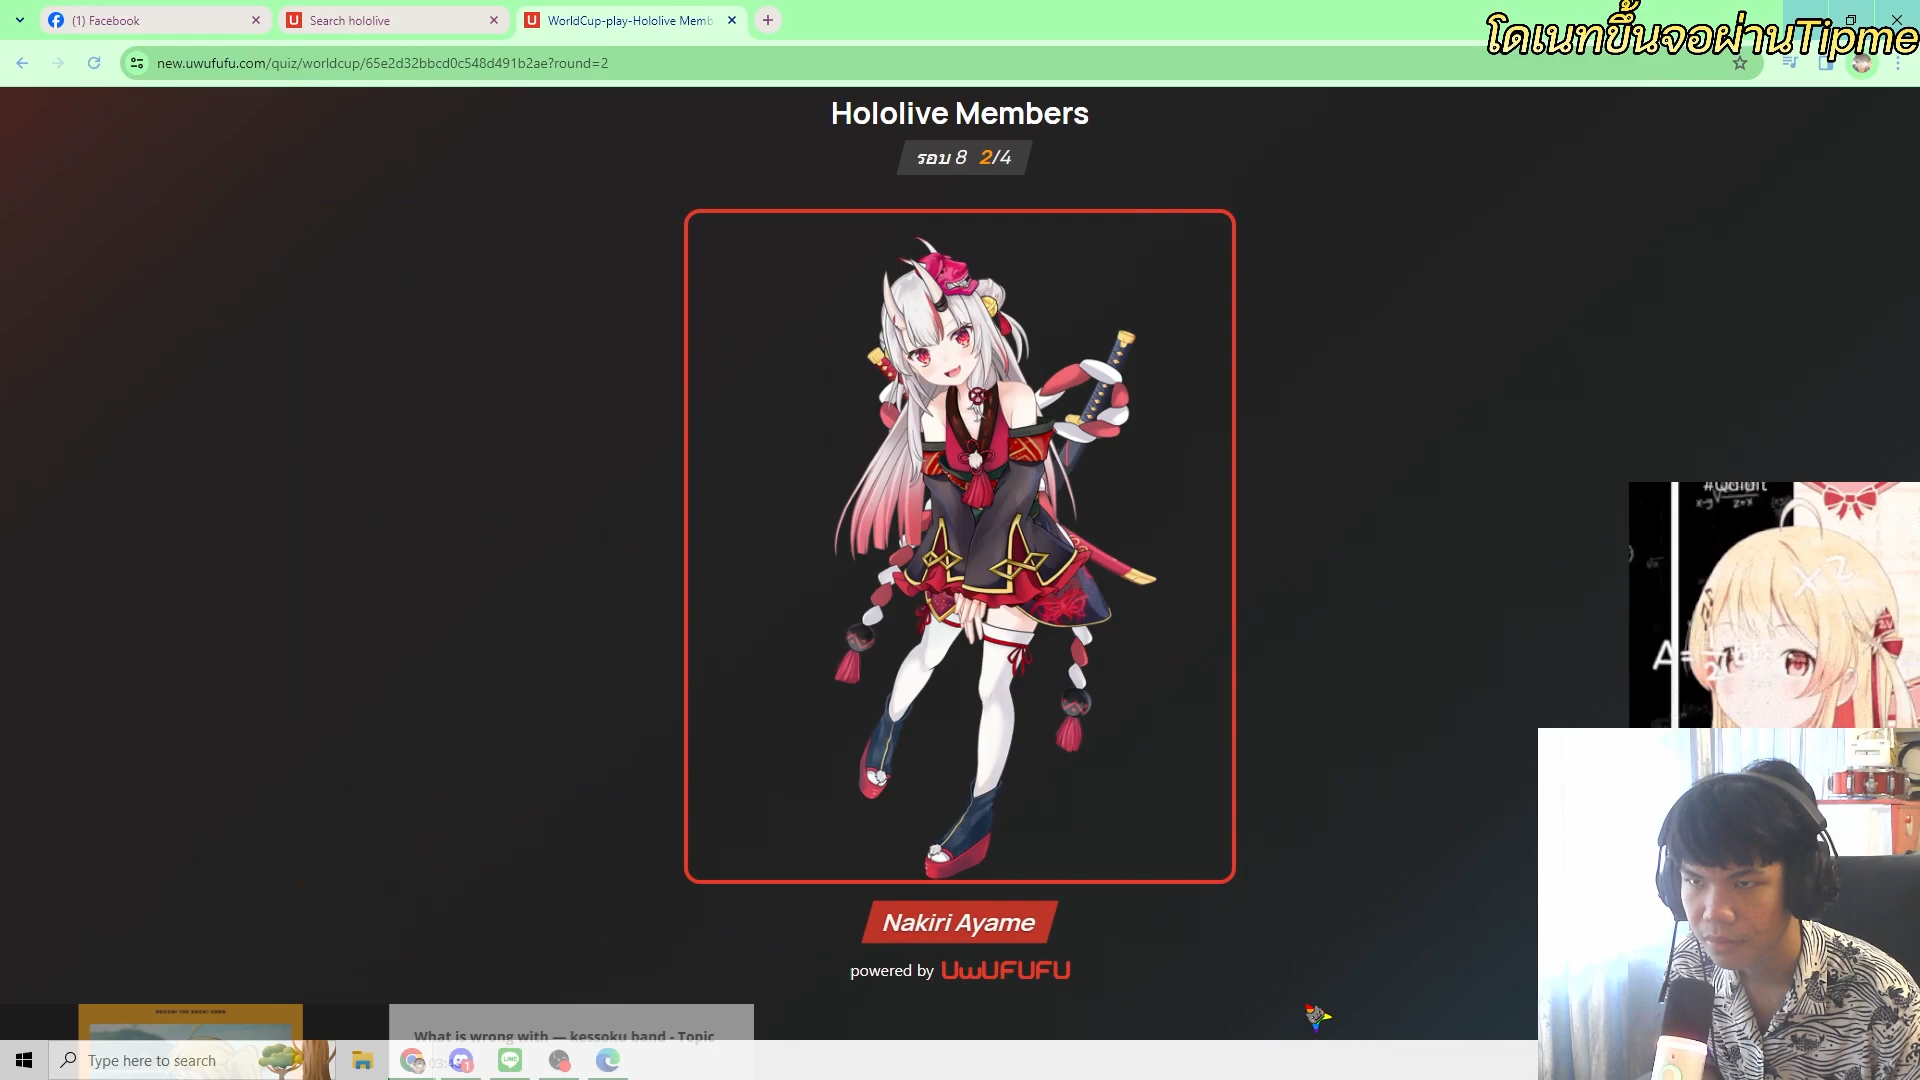 (1) Facebook
Search hololive
WorldCup-play-Hololive Memb
new.uwufufu.com/quiz/worldcup/65e2d32bbcd0c548d491b2ae?round=2
โดเนทขึ้นจอผ่านTipme
Hololive Members
รอบ 8 2/4
Nakiri Ayame
powered by UwUFUFU
What is wrong with — kessoku band - Topic
Type here to search